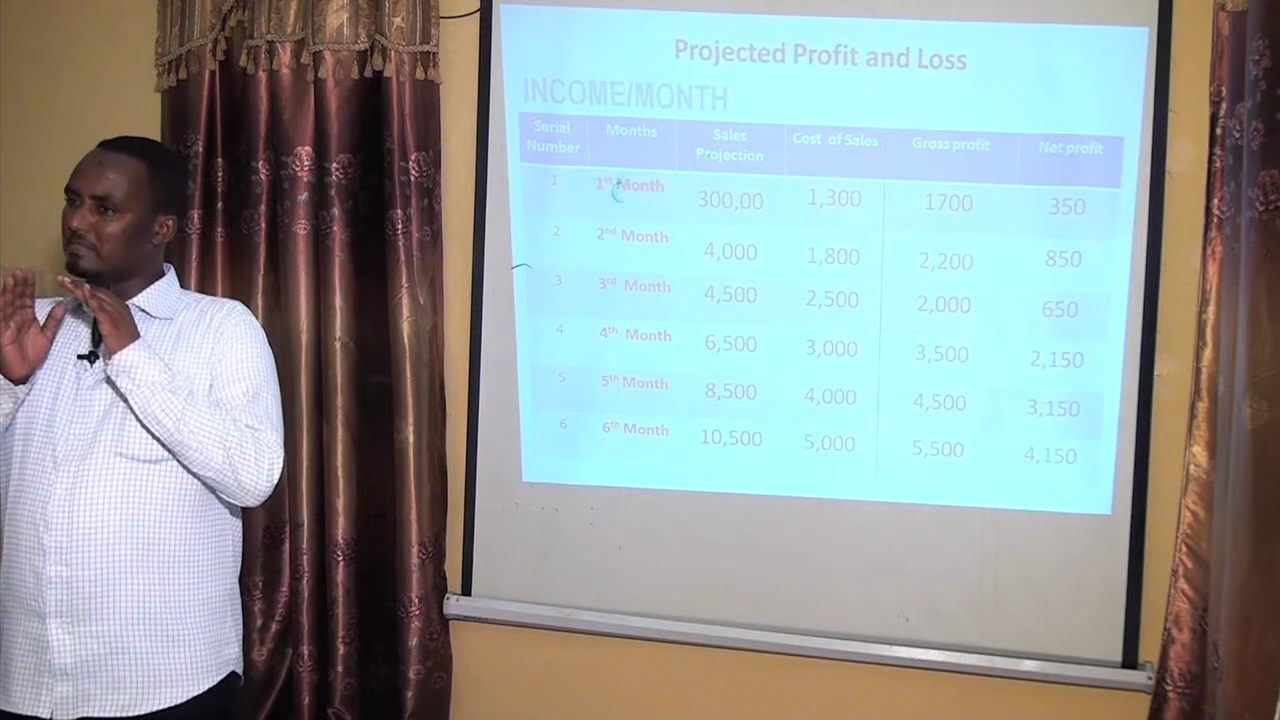 Projected Profit and Loss
INCOME/MONTH
Serial Number Months Sales Projection Cost of Sales Gross profit Net profit
1 1st Month 300,00 1,300 1700 350
2 2nd Month 4,000 1,800 2,200 850
3 3rd Month 4,500 2,500 2,000 650
4 4th Month 6,500 3,000 3,500 2,150
5 5th Month 8,500 4,000 4,500 3,150
6 6th Month 10,500 5,000 5,500 4,150